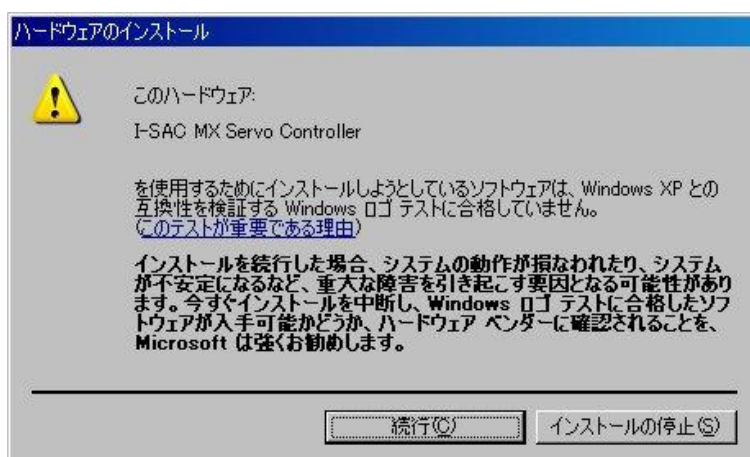 ハードウェアのインストール
このハードウェア:
I-SAC MX Servo Controller
を使用するためにインストールしようとしているソフトウェアは、Windows XP との
互換性を検証する Windows ロゴ テストに合格していません。
(このテストが重要である理由)
インストールを続行した場合、システムの動作が損なわれたり、システム
が不安定になるなど、重大な障害を引き起こす要因となる可能性があり
ます。今すぐインストールを中断し、Windows ロゴ テストに合格したソフ
トウェアが入手可能かどうか、ハードウェア ベンダーに確認されることを、
Microsoft は強くお勧めします。
続行(C) インストールの停止(S)